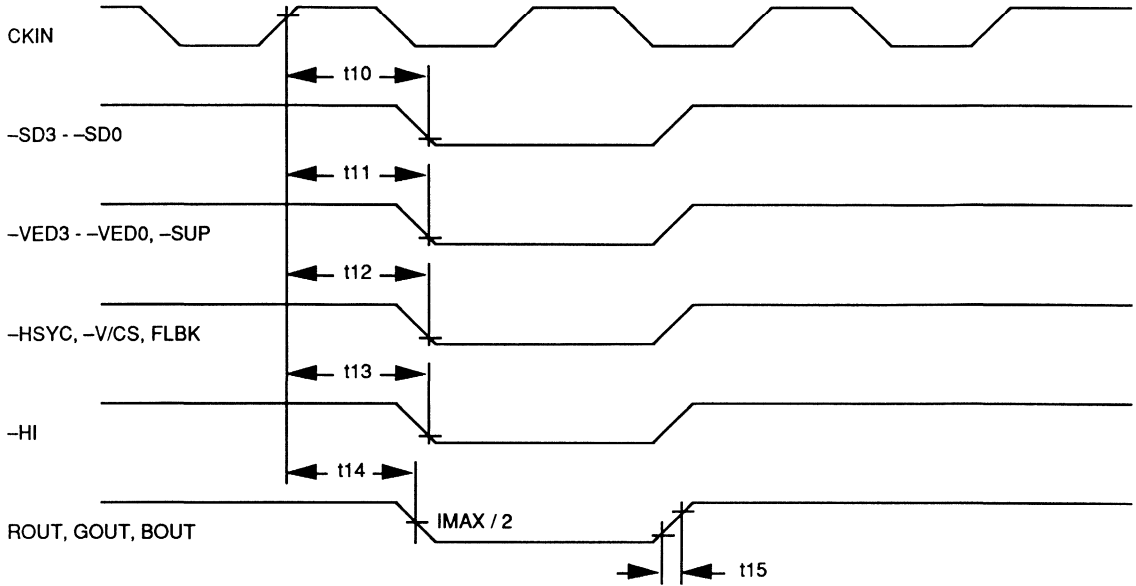 CKIN
t10
–SD3 - –SD0
t11
–VED3 - –VED0, –SUP
t12
–HSYC, –V/CS, FLBK
t13
–HI
t14
IMAX / 2
ROUT, GOUT, BOUT
t15